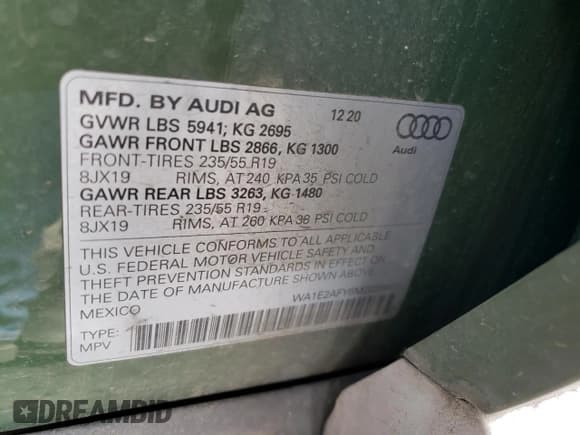 MFD. BY AUDI AG 12 20
GVWR LBS 5941; KG 2695
GAWR FRONT LBS 2866, KG 1300
FRONT-TIRES 235/55 R19
8JX19 RIMS, AT 240 KPA 35 PSI COLD
GAWR REAR LBS 3263, KG 1480
REAR-TIRES 235/55 R19
8JX19 RIMS, AT 260 KPA 38 PSI COLD
Audi
THIS VEHICLE CONFORMS TO ALL APPLICABLE
U.S. FEDERAL MOTOR VEHICLE SAFETY AND
THEFT PREVENTION STANDARDS IN EFFECT ON
THE DATE OF MANUFACTURE SHOWN ABOVE.
MEXICO
TYPE:
MPV
DREAMBID